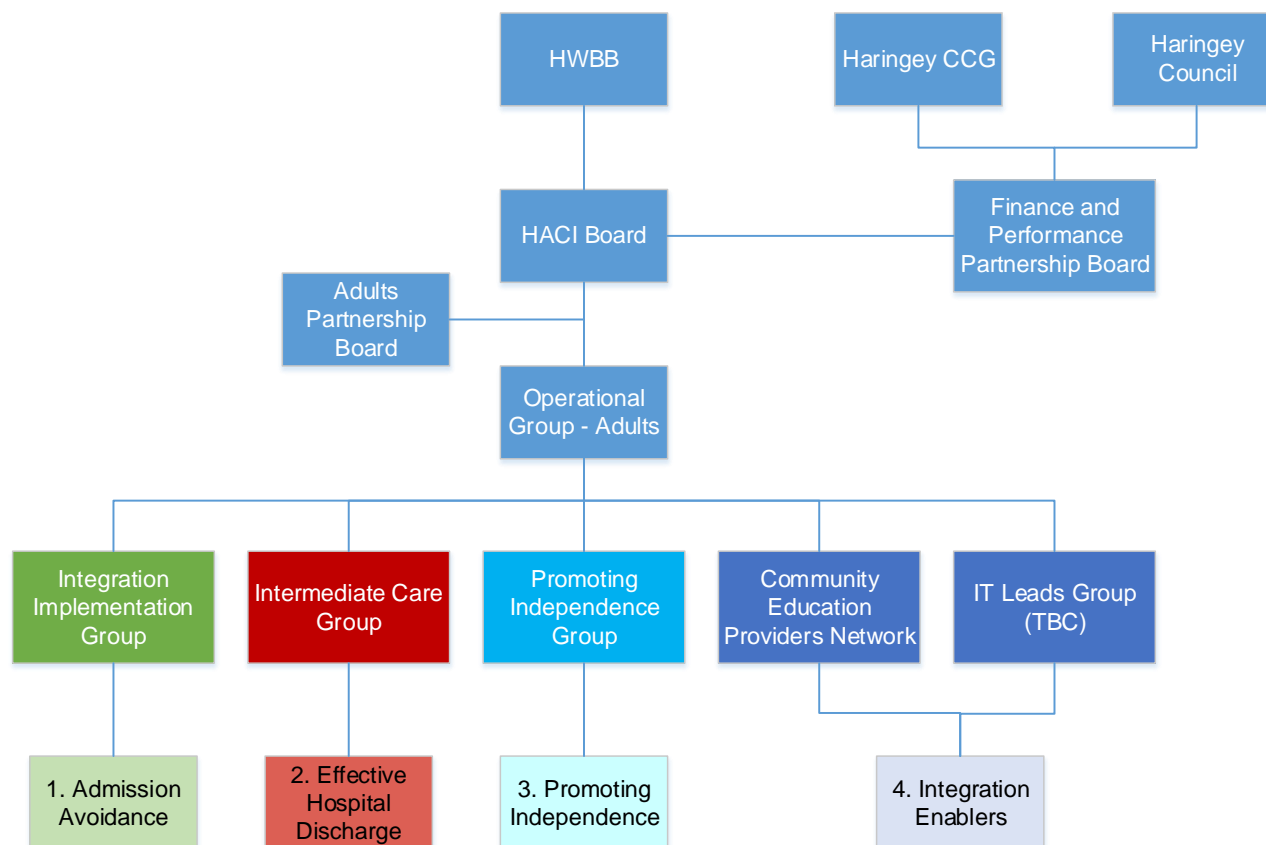 HWBB
Haringey CCG
Haringey
Council
HACI Board
Finance and
Performance
Partnership Board
Adults
Partnership
Board
Operational
Group - Adults
Integration
Implementation
Group
Intermediate Care
Group
Promoting
Independence
Group
Community
Education
Providers Network
IT Leads Group
(TBC)
1. Admission
Avoidance
2. Effective
Hospital
Discharge
3. Promoting
Independence
4. Integration
Enablers